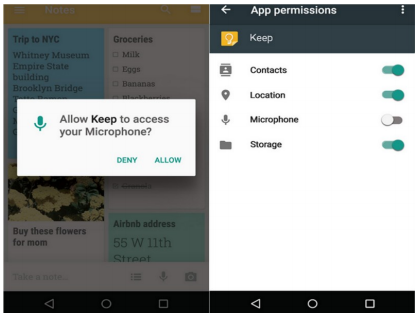 Notes
Trip to NYC
Whitney Museum
Empire State
building
Brooklyn Bridge
Groceries
Milk
Eggs
Bananas
Blackberries
Allow Keep to access
your Microphone?
DENY
ALLOW
Buy these flowers
for mom
Airbnb address
55 W 11th
Street
Take a note...
App permissions
Keep
Contacts
Location
Microphone
Storage